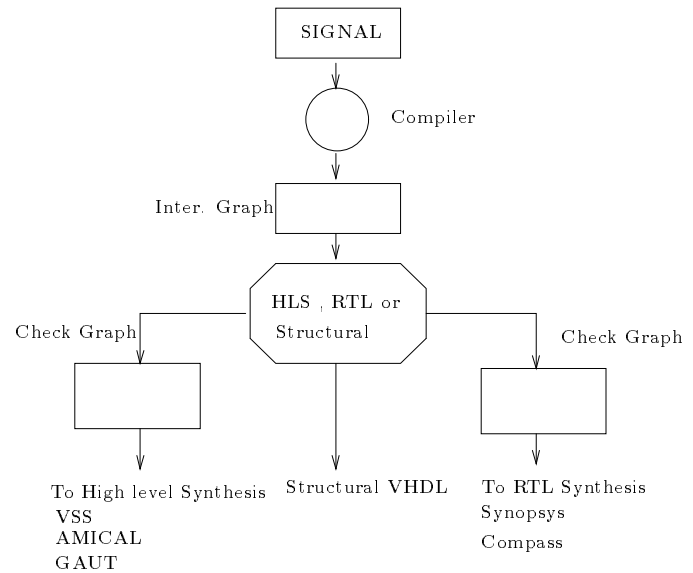 SIGNAL
Compiler
Inter. Graph
HLS , RTL or
Structural
Check Graph
Check Graph
To High level Synthesis
VSS
AMICAL
GAUT
Structural VHDL
To RTL Synthesis
Synopsys
Compass